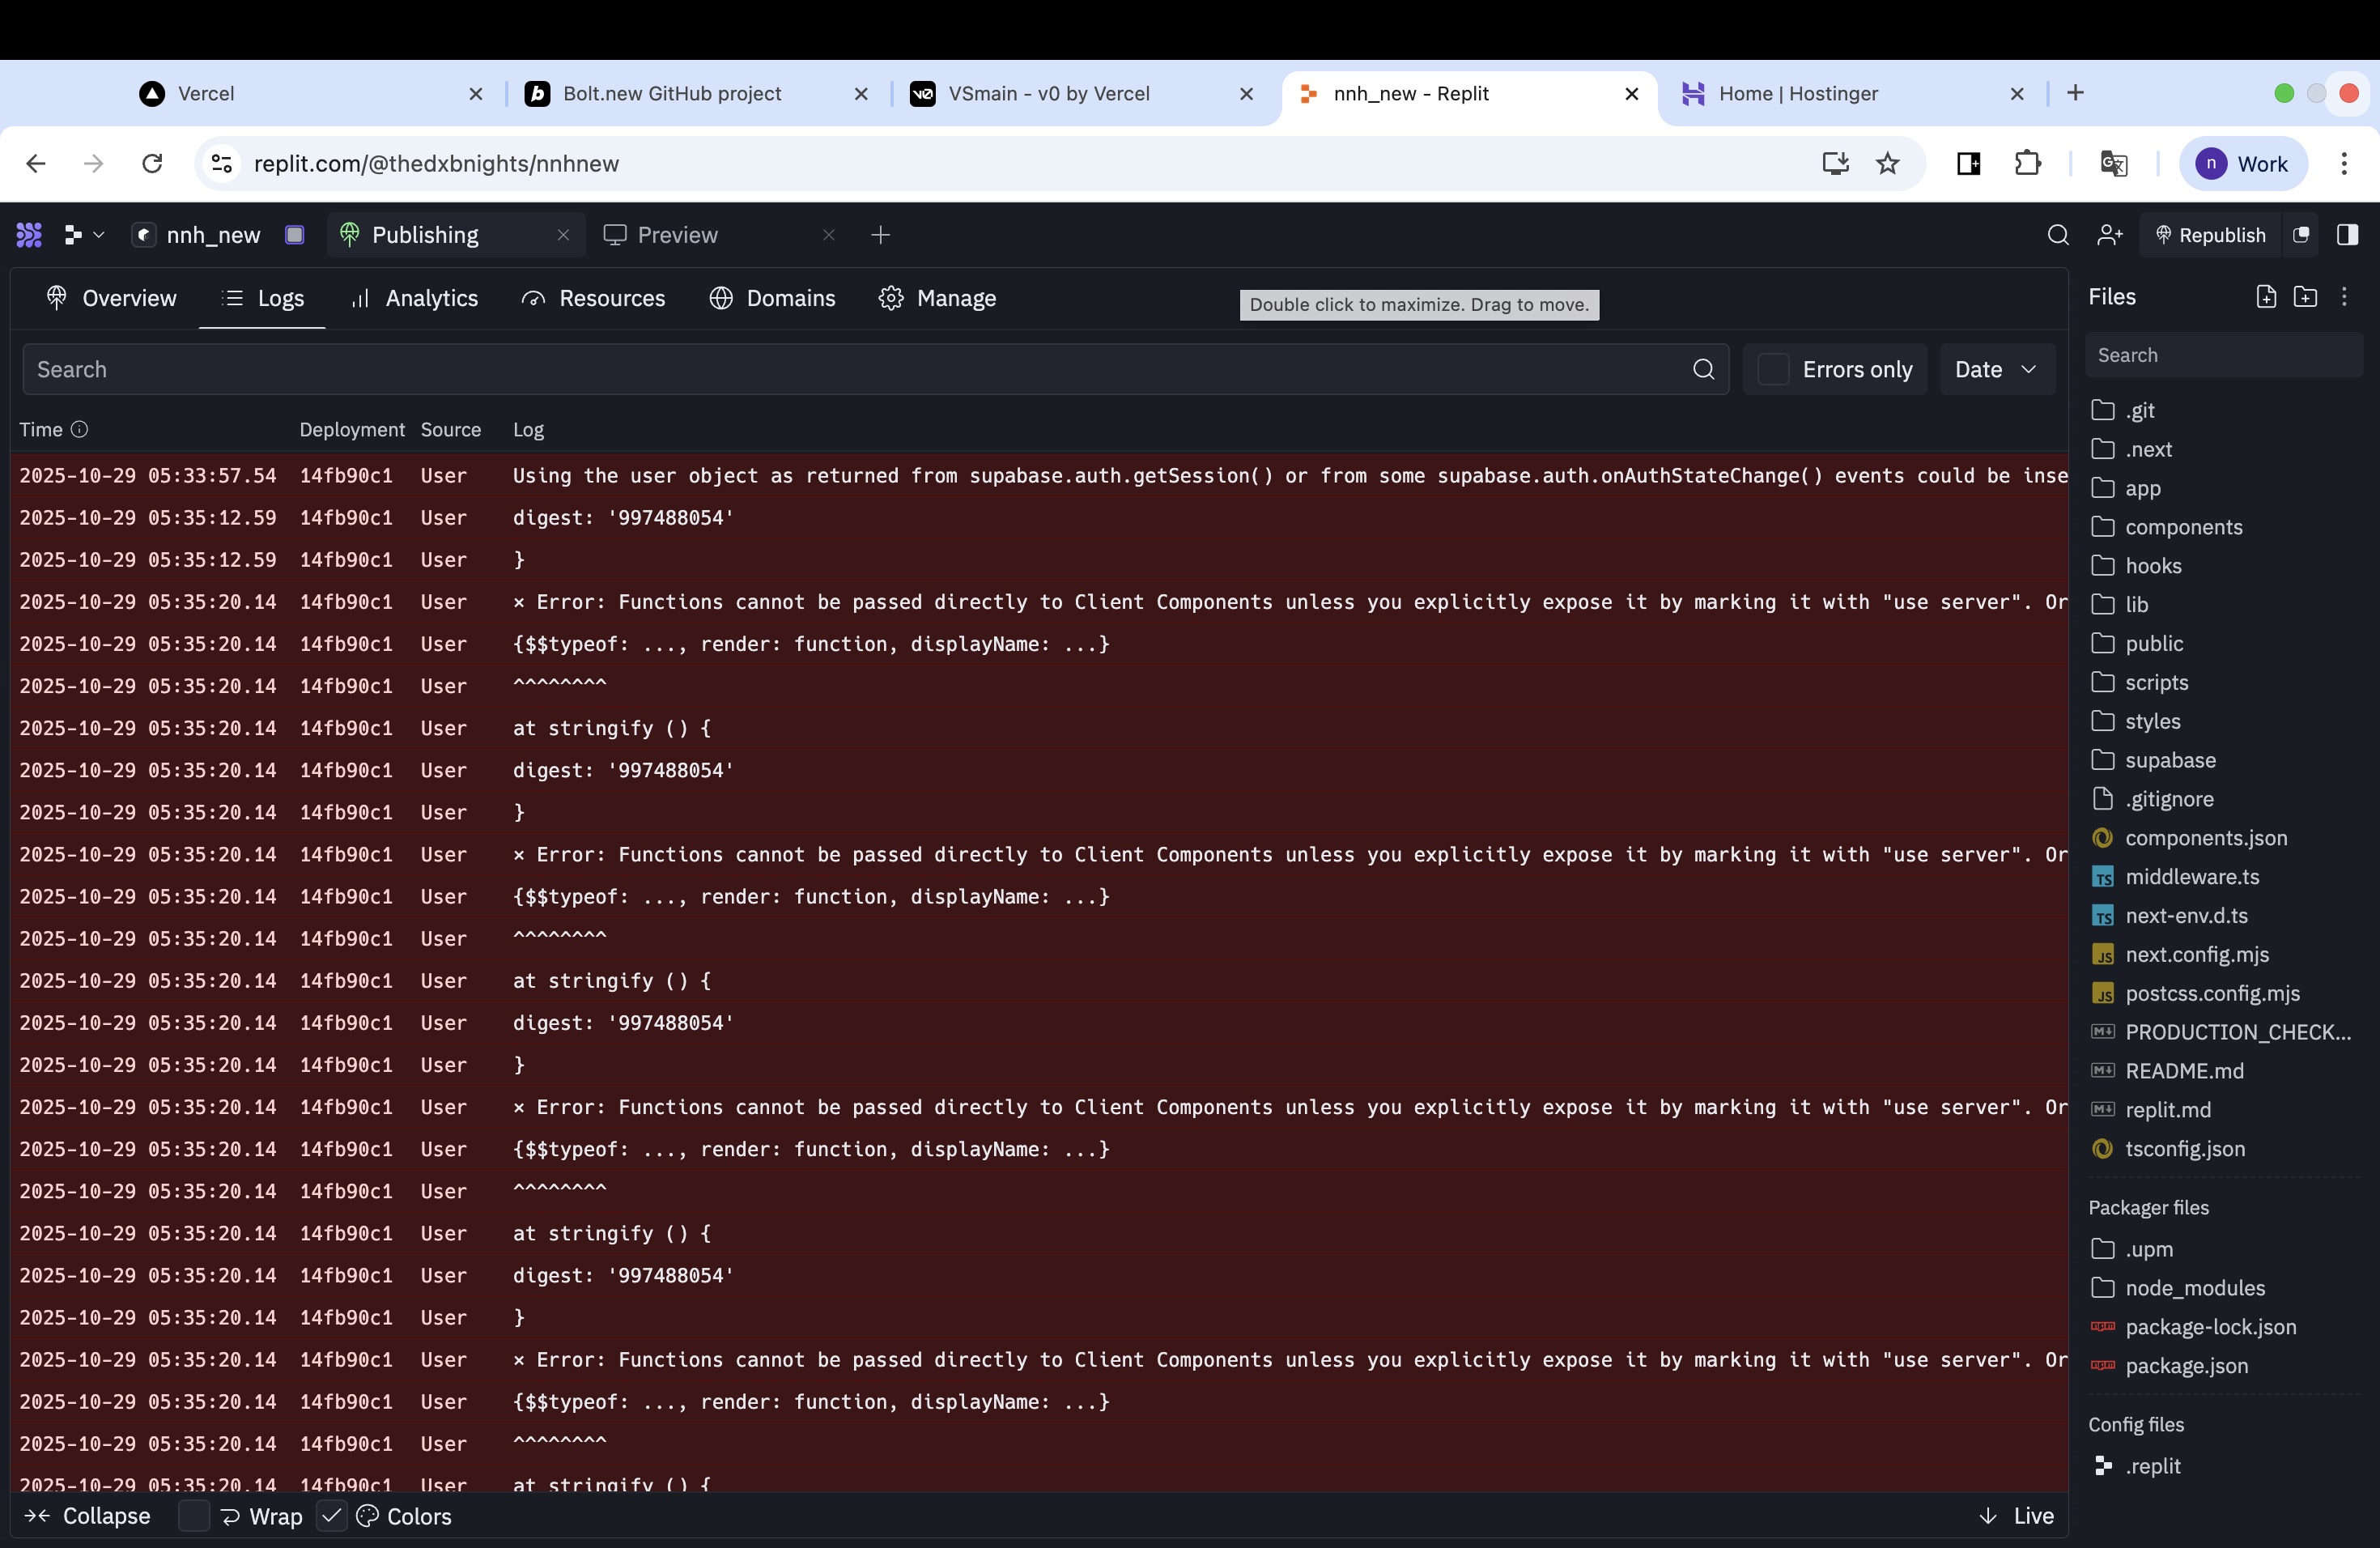 Vercel
Bolt.new GitHub project
VSmain - v0 by Vercel
nnh_new - Replit
Home | Hostinger
replit.com/@thedxbnights/nnhnew
n Work
nnh_new
Publishing
Preview
Republish
Overview
Logs
Analytics
Resources
Domains
Manage
Double click to maximize. Drag to move.
Search
Errors only
Date
Time Deployment Source Log
2025-10-29 05:33:57.54 14fb90c1 User Using the user object as returned from supabase.auth.getSession() or from some supabase.auth.onAuthStateChange() events could be inse
2025-10-29 05:35:12.59 14fb90c1 User digest: '997488054'
2025-10-29 05:35:12.59 14fb90c1 User }
2025-10-29 05:35:20.14 14fb90c1 User × Error: Functions cannot be passed directly to Client Components unless you explicitly expose it by marking it with "use server". Or
2025-10-29 05:35:20.14 14fb90c1 User {$$typeof: ..., render: function, displayName: ...}
2025-10-29 05:35:20.14 14fb90c1 User ^^^^^^^^
2025-10-29 05:35:20.14 14fb90c1 User at stringify () {
2025-10-29 05:35:20.14 14fb90c1 User digest: '997488054'
2025-10-29 05:35:20.14 14fb90c1 User }
2025-10-29 05:35:20.14 14fb90c1 User × Error: Functions cannot be passed directly to Client Components unless you explicitly expose it by marking it with "use server". Or
2025-10-29 05:35:20.14 14fb90c1 User {$$typeof: ..., render: function, displayName: ...}
2025-10-29 05:35:20.14 14fb90c1 User ^^^^^^^^
2025-10-29 05:35:20.14 14fb90c1 User at stringify () {
2025-10-29 05:35:20.14 14fb90c1 User digest: '997488054'
2025-10-29 05:35:20.14 14fb90c1 User }
2025-10-29 05:35:20.14 14fb90c1 User × Error: Functions cannot be passed directly to Client Components unless you explicitly expose it by marking it with "use server". Or
2025-10-29 05:35:20.14 14fb90c1 User {$$typeof: ..., render: function, displayName: ...}
2025-10-29 05:35:20.14 14fb90c1 User ^^^^^^^^
2025-10-29 05:35:20.14 14fb90c1 User at stringify () {
2025-10-29 05:35:20.14 14fb90c1 User digest: '997488054'
2025-10-29 05:35:20.14 14fb90c1 User }
2025-10-29 05:35:20.14 14fb90c1 User × Error: Functions cannot be passed directly to Client Components unless you explicitly expose it by marking it with "use server". Or
2025-10-29 05:35:20.14 14fb90c1 User {$$typeof: ..., render: function, displayName: ...}
2025-10-29 05:35:20.14 14fb90c1 User ^^^^^^^^
2025-10-29 05:35:20.14 14fb90c1 User at stringify () {
Collapse
Wrap
Colors
Live
Files
Search
.git
.next
app
components
hooks
lib
public
scripts
styles
supabase
.gitignore
components.json
middleware.ts
next-env.d.ts
next.config.mjs
postcss.config.mjs
PRODUCTION_CHECK...
README.md
replit.md
tsconfig.json
Packager files
.upm
node_modules
package-lock.json
package.json
Config files
.replit